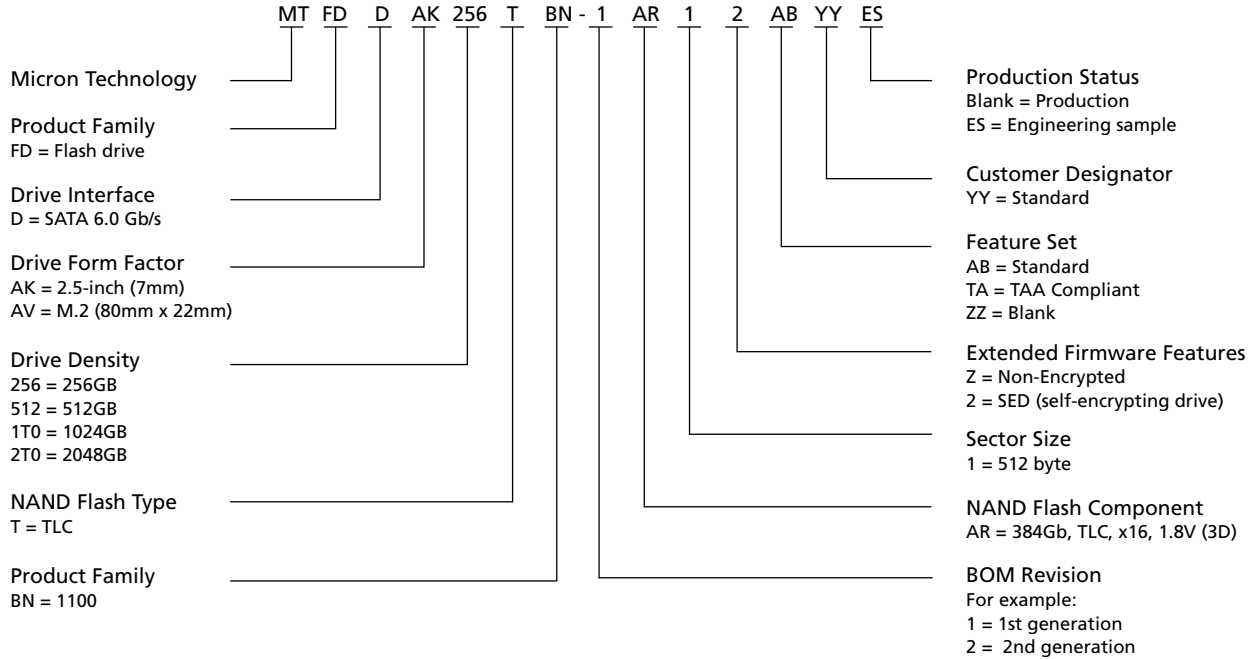 MT FD D AK 256 T BN - 1 AR 1 2 AB YY ES
Micron Technology
Product Family
FD = Flash drive
Drive Interface
D = SATA 6.0 Gb/s
Drive Form Factor
AK = 2.5-inch (7mm)
AV = M.2 (80mm x 22mm)
Drive Density
256 = 256GB
512 = 512GB
1T0 = 1024GB
2T0 = 2048GB
NAND Flash Type
T = TLC
Product Family
BN = 1100
Production Status
Blank = Production
ES = Engineering sample
Customer Designator
YY = Standard
Feature Set
AB = Standard
TA = TAA Compliant
ZZ = Blank
Extended Firmware Features
Z = Non-Encrypted
2 = SED (self-encrypting drive)
Sector Size
1 = 512 byte
NAND Flash Component
AR = 384Gb, TLC, x16, 1.8V (3D)
BOM Revision
For example:
1 = 1st generation
2 = 2nd generation